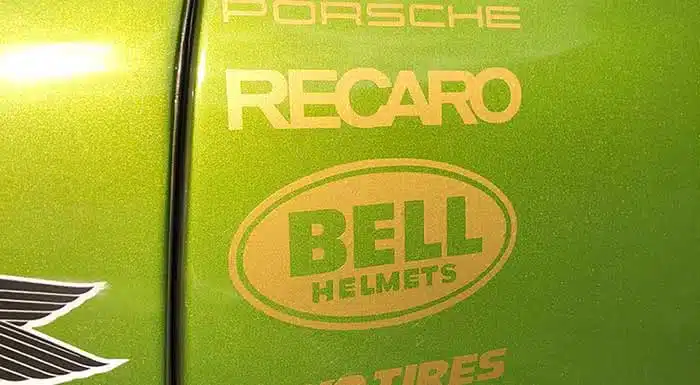 PORSCHE
RECARO
BELL
HELMETS
TIRES